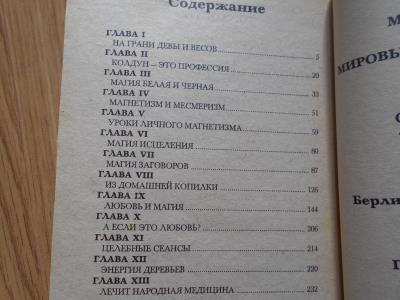 Содержание
ГЛАВА I
НА ГРАНИ ДЕВЫ И ВЕСОВ 5
ГЛАВА II
КОЛДУН — ЭТО ПРОФЕССИЯ 20
ГЛАВА III
МАГИЯ БЕЛАЯ И ЧЕРНАЯ 33
ГЛАВА IV
МАГНЕТИЗМ И МЕСМЕРИЗМ 51
ГЛАВА V
УРОКИ ЛИЧНОГО МАГНЕТИЗМА 59
ГЛАВА VI
МАГИЯ ИСЦЕЛЕНИЯ 80
ГЛАВА VII
МАГИЯ ЗАГОВОРОВ 87
ГЛАВА VIII
ИЗ ДОМАШНЕЙ КОПИЛКИ 126
ГЛАВА IX
ЛЮБОВЬ И МАГИЯ 144
ГЛАВА X
А ЕСЛИ ЭТО ЛЮБОВЬ? 206
ГЛАВА XI
ЦЕЛЕБНЫЕ СЕАНСЫ 214
ГЛАВА XII
ЭНЕРГИЯ ДЕРЕВЬЕВ 220
ГЛАВА XIII
ЛЕЧИТ НАРОДНАЯ МЕДИЦИНА 232
МИРОВЫ
Берли